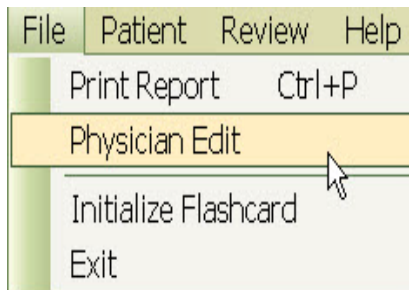 File Patient Review Help
Print Report Ctrl+P
Physician Edit
Initialize Flashcard
Exit